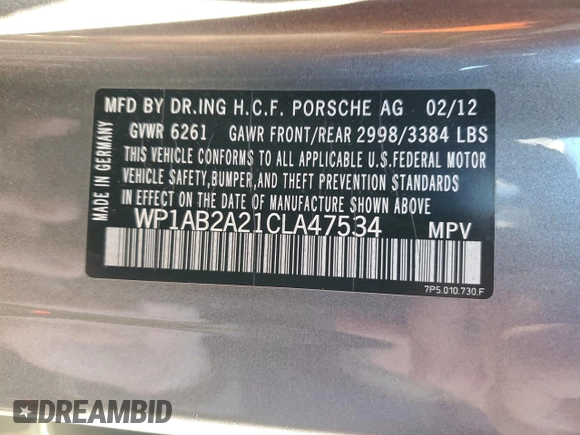 MFD BY DR.ING H.C.F. PORSCHE AG 02/12
GVWR 6261 GAWR FRONT/REAR 2998/3384 LBS
THIS VEHICLE CONFORMS TO ALL APPLICABLE U.S.FEDERAL MOTOR
VEHICLE SAFETY,BUMPER,AND THEFT PREVENTION STANDARDS
IN EFFECT ON THE DATE OF MANUFACTURE SHOWN ABOVE.
WP1AB2A21CLA47534 MPV
MADE IN GERMANY
7P5.010.730.F
DREAMBID